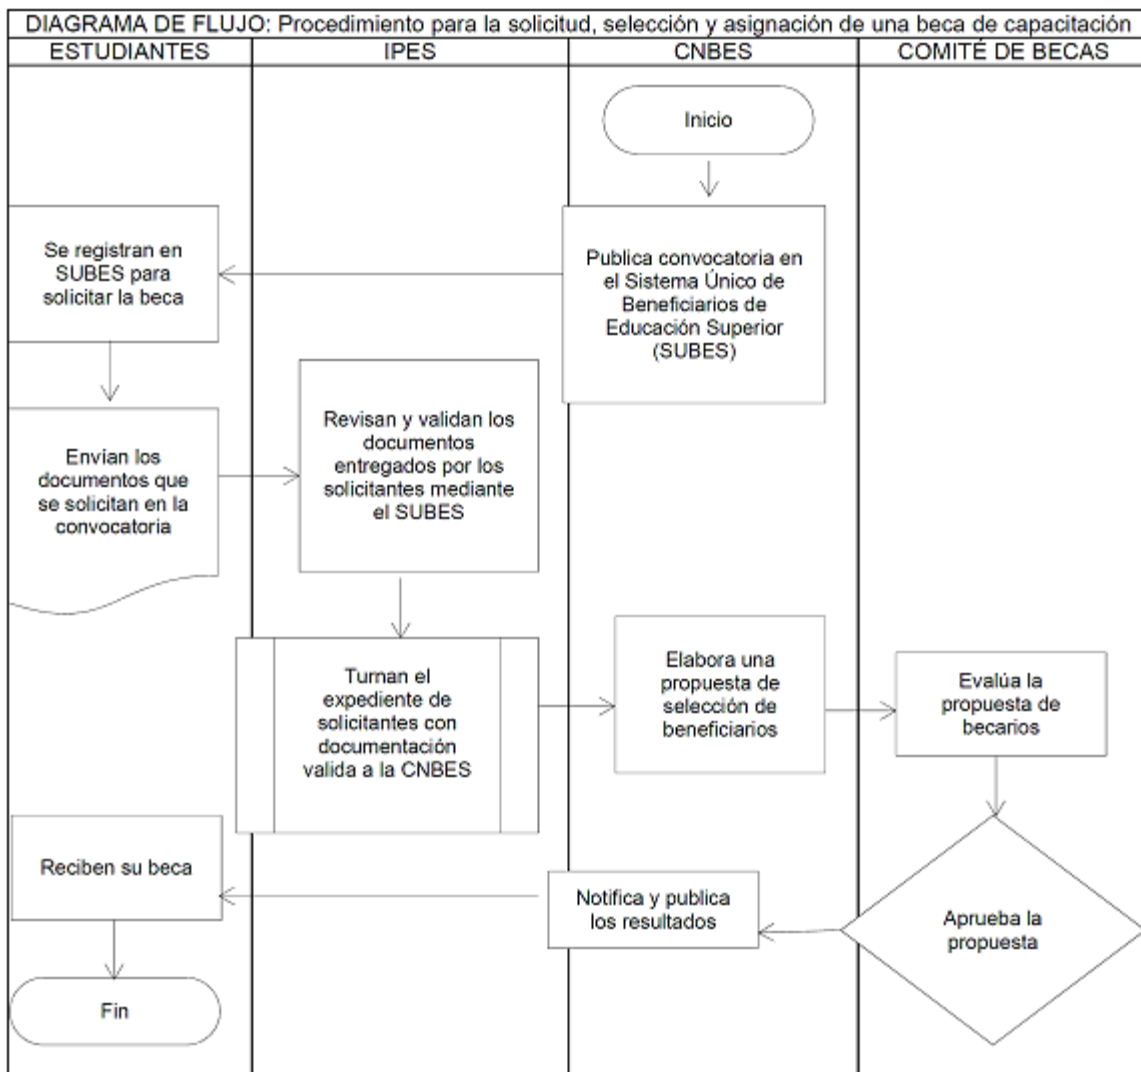 DIAGRAMA DE FLUJO: Procedimiento para la solicitud, selección y asignación de una beca de capacitación
ESTUDIANTES
IPES
CNBES
COMITÉ DE BECAS
Inicio
Publica convocatoria en
el Sistema Único de
Beneficiarios de
Educación Superior
(SUBES)
Se registran en
SUBES para
solicitar la beca
Envían los
documentos que
se solicitan en la
convocatoria
Revisan y validan los
documentos
entregados por los
solicitantes mediante
el SUBES
Turnan el
expediente de
solicitantes con
documentación
valida a la CNBES
Elabora una
propuesta de
selección de
beneficiarios
Evalúa la
propuesta de
becarios
Aprueba la
propuesta
Notifica y publica
los resultados
Reciben su beca
Fin